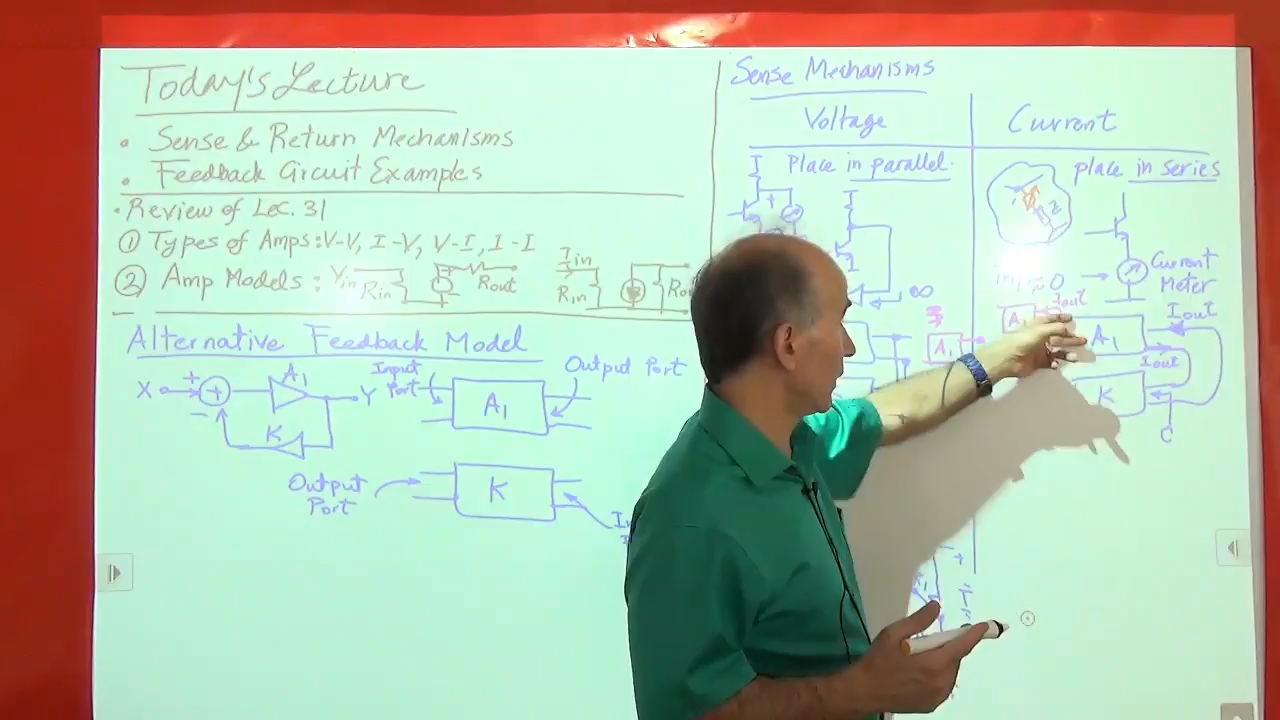 Today's Lecture
• Sense & Return Mechanisms
• Feedback Circuit Examples
• Review of Lec. 31
① Types of Amps: V-V, I-V, V-I, I-I
② Amp Models :
Vin
Rin
Rout
Iin
Rin
Alternative Feedback Model
X
+
+
−
A1
Y
K
Input
Port
A1
Output Port
Output
Port
K
Sense Mechanisms
Voltage
Place in parallel.
+
∞
A1
+
Current
place in series
Current
Meter
≈ 0
Iout
Iout
A1
Iout
K
C